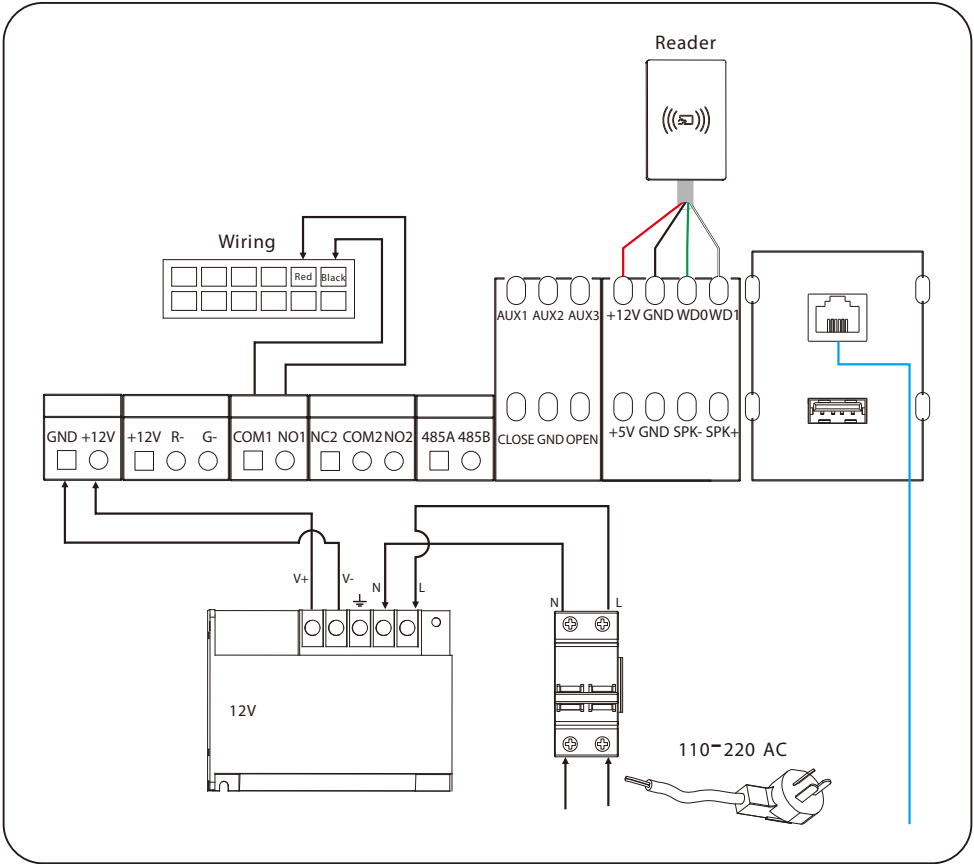 Reader
Wiring
Red Black
AUX1 AUX2 AUX3
+12V GND WD0 WD1
CLOSE GND OPEN
+5V GND SPK- SPK+
GND +12V
+12V R- G-
COM1 NO1
NC2 COM2 NO2
485A 485B
V+ V- N L
N L
12V
110-220 AC